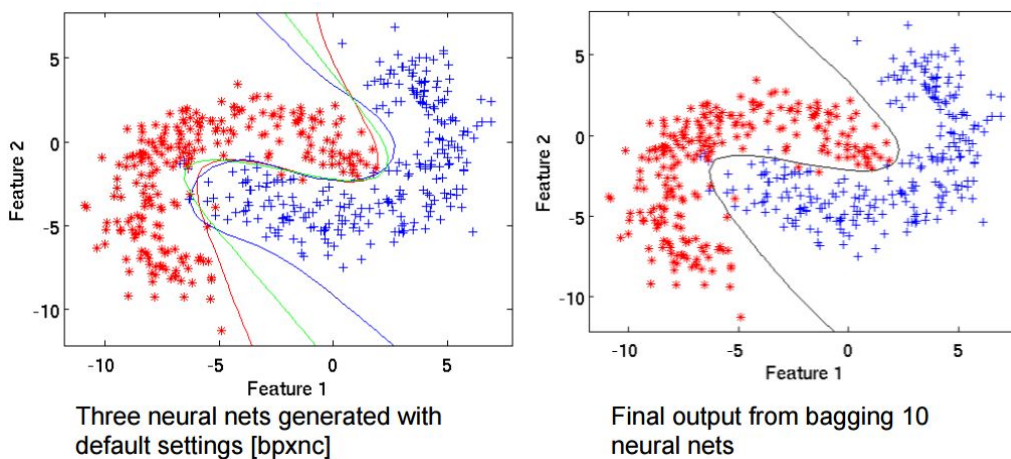 5
0
-5
-10
Feature 2
-10 -5 0 5
Feature 1
Three neural nets generated with
default settings [bpxnc]
5
0
-5
-10
Feature 2
-10 -5 0 5
Feature 1
Final output from bagging 10
neural nets